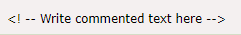 <! -- Write commented text here -->